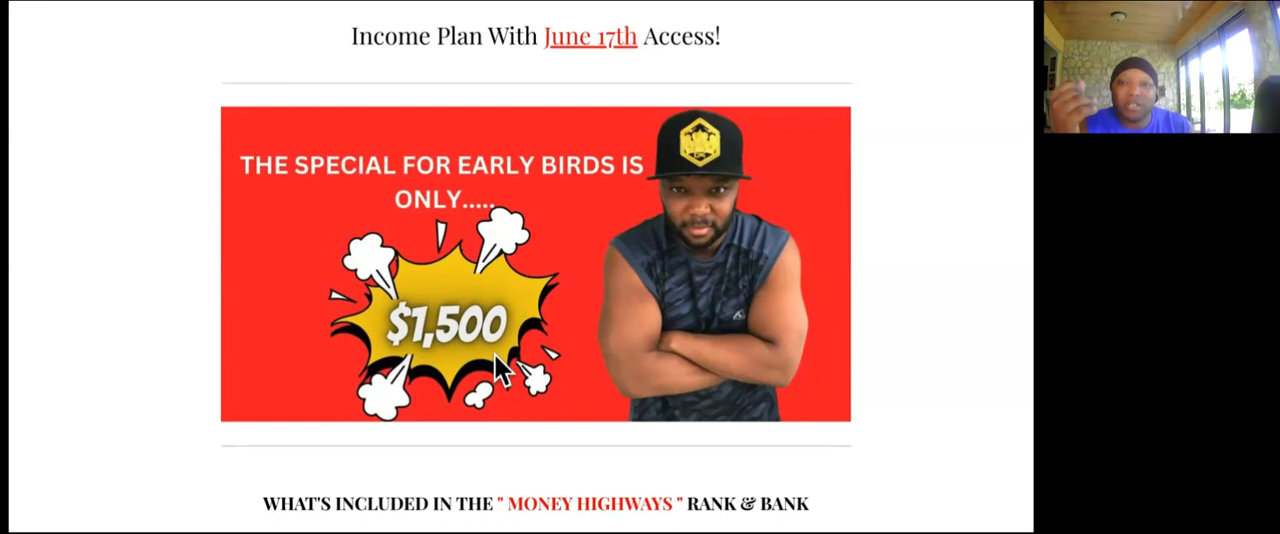 Income Plan With June 17th Access!
THE SPECIAL FOR EARLY BIRDS IS
ONLY.....
$1,500
WHAT'S INCLUDED IN THE " MONEY HIGHWAYS " RANK & BANK